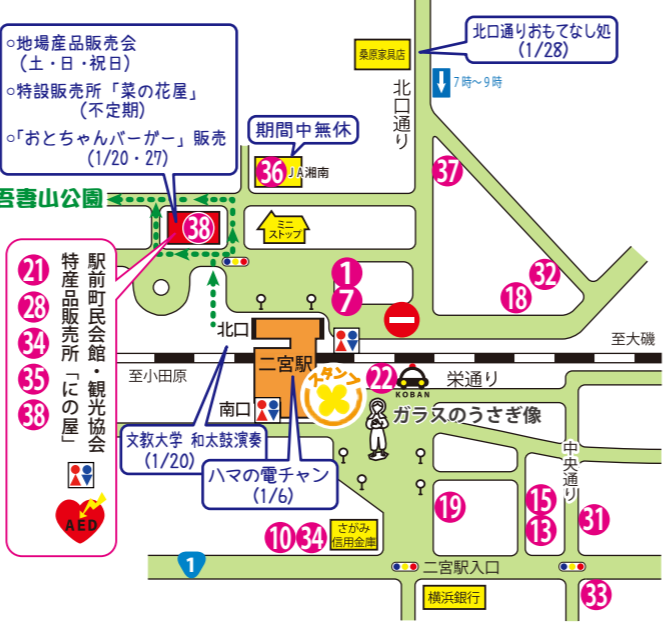 ○地場産品販売会
(土・日・祝日)
○特設販売所「菜の花屋」
(不定期)
○「おとちゃんバーガー」販売
(1/20・27)
北口通りおもてなし処
(1/28)
桑原家具店
7時～9時
北口通り
期間中無休
36
JA湘南
37
吾妻山公園
38
ミニ
ストップ
1
7
32
18
21
28
34
35
38
駅前町民会館・観光協会
特産品販売所「にの屋」
AED
北口
二宮駅
南口
スタンプ
至小田原
至大磯
22
KOBAN
栄通り
ガラスのうさぎ像
文教大学 和太鼓演奏
(1/20)
ハマの電チャン
(1/6)
中央通り
19
15
13
31
10
34
さがみ
信用金庫
1
二宮駅入口
横浜銀行
33